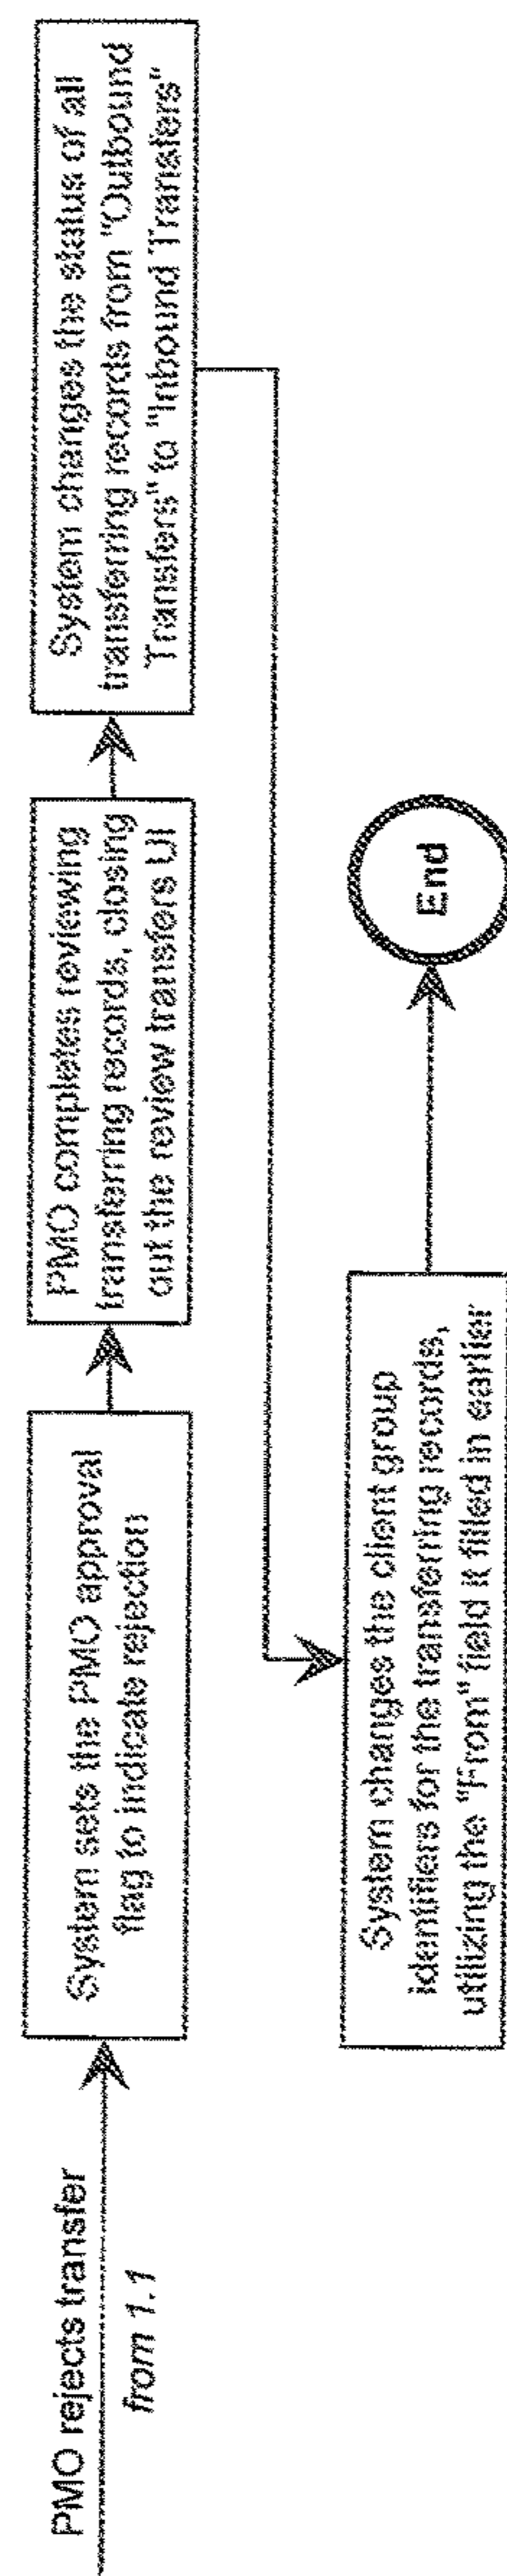 PMO rejects transfer
from 1.1
System sets the PMO approval
flag to indicate rejection
PMO completes reviewing
transferring records, closing
out the review transfers UI
System changes the status of all
transferring records from "Outbound
Transfers" to "Inbound Transfers"
System changes the client group
identifiers for the transferring records,
utilizing the "From" field it filled in earlier
End